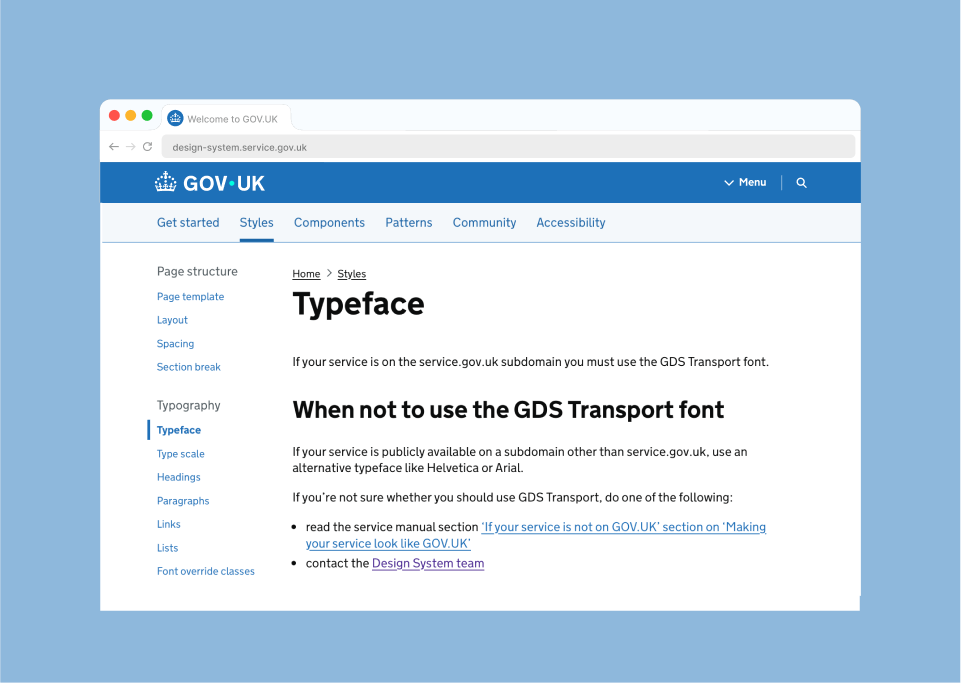 Welcome to GOV.UK
design-system.service.gov.uk
GOV•UK
Menu
Get started Styles Components Patterns Community Accessibility
Page structure
Page template
Layout
Spacing
Section break
Typography
Typeface
Type scale
Headings
Paragraphs
Links
Lists
Font override classes
Home > Styles
Typeface
If your service is on the service.gov.uk subdomain you must use the GDS Transport font.
When not to use the GDS Transport font
If your service is publicly available on a subdomain other than service.gov.uk, use an
alternative typeface like Helvetica or Arial.
If you’re not sure whether you should use GDS Transport, do one of the following:
• read the service manual section ‘If your service is not on GOV.UK’ section on ‘Making
your service look like GOV.UK’
• contact the Design System team